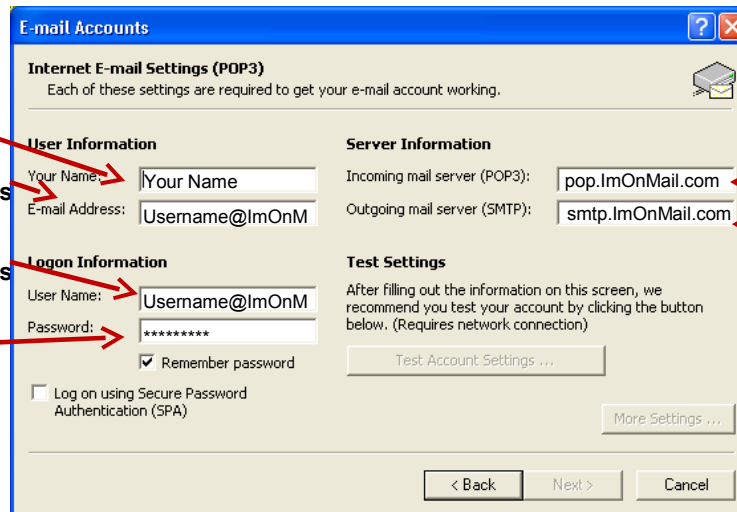 E-mail Accounts
Internet E-mail Settings (POP3)
Each of these settings are required to get your e-mail account working.
User Information
Your Name: Your Name
E-mail Address: Username@ImOnM
Server Information
Incoming mail server (POP3): pop.ImOnMail.com
Outgoing mail server (SMTP): smtp.ImOnMail.com
s
s
Logon Information
User Name: Username@ImOnM
Password: *********
Remember password
Log on using Secure Password
Authentication (SPA)
Test Settings
After filling out the information on this screen, we
recommend you test your account by clicking the button
below. (Requires network connection)
Test Account Settings ...
More Settings ...
< Back
Next >
Cancel